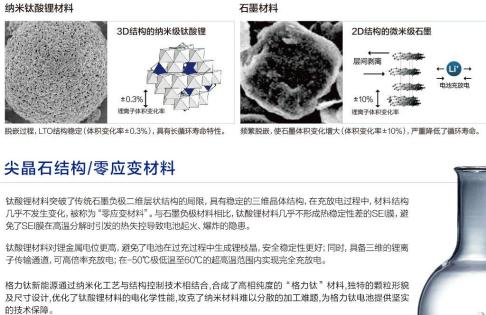 纳米钛酸锂材料
石墨材料
3D结构的纳米级钛酸锂
±0.3%
锂离子体积变化率
2D结构的微米级石墨
层间剥离
Li⁺
电池充放电
±10%
锂离子体积变化率
脱嵌过程, LTO结构稳定 (体积变化率±0.3%), 具有长循环寿命特性。
频繁脱嵌, 使石墨体积变化增大 (体积变化率±10%), 严重降低了循环寿命。
尖晶石结构/零应变材料
钛酸锂材料突破了传统石墨负极二维层状结构的局限, 具有稳定的三维晶体结构, 在充放电过程中, 材料结构
几乎不发生变化, 被称为 “零应变材料”。与石墨负极材料相比, 钛酸锂材料几乎不形成热稳定性差的SEI膜, 避
免了SEI膜在高温分解时引发的热失控导致电池起火、爆炸的隐患。
钛酸锂材料对锂金属电位更高, 避免了电池在过充过程中生成锂枝晶, 安全稳定性更好; 同时, 具备三维的锂离
子传输通道, 可高倍率充放电; 在-50℃极低温至60℃的超高温范围内实现完全充放电。
格力钛新能源通过纳米化工艺与结构控制技术相结合, 合成了高相纯度的 “格力钛” 材料, 独特的颗粒形貌
及尺寸设计, 优化了钛酸锂材料的电化学性能, 攻克了纳米材料难以分散的加工难题, 为格力钛电池提供坚实
的技术保障。